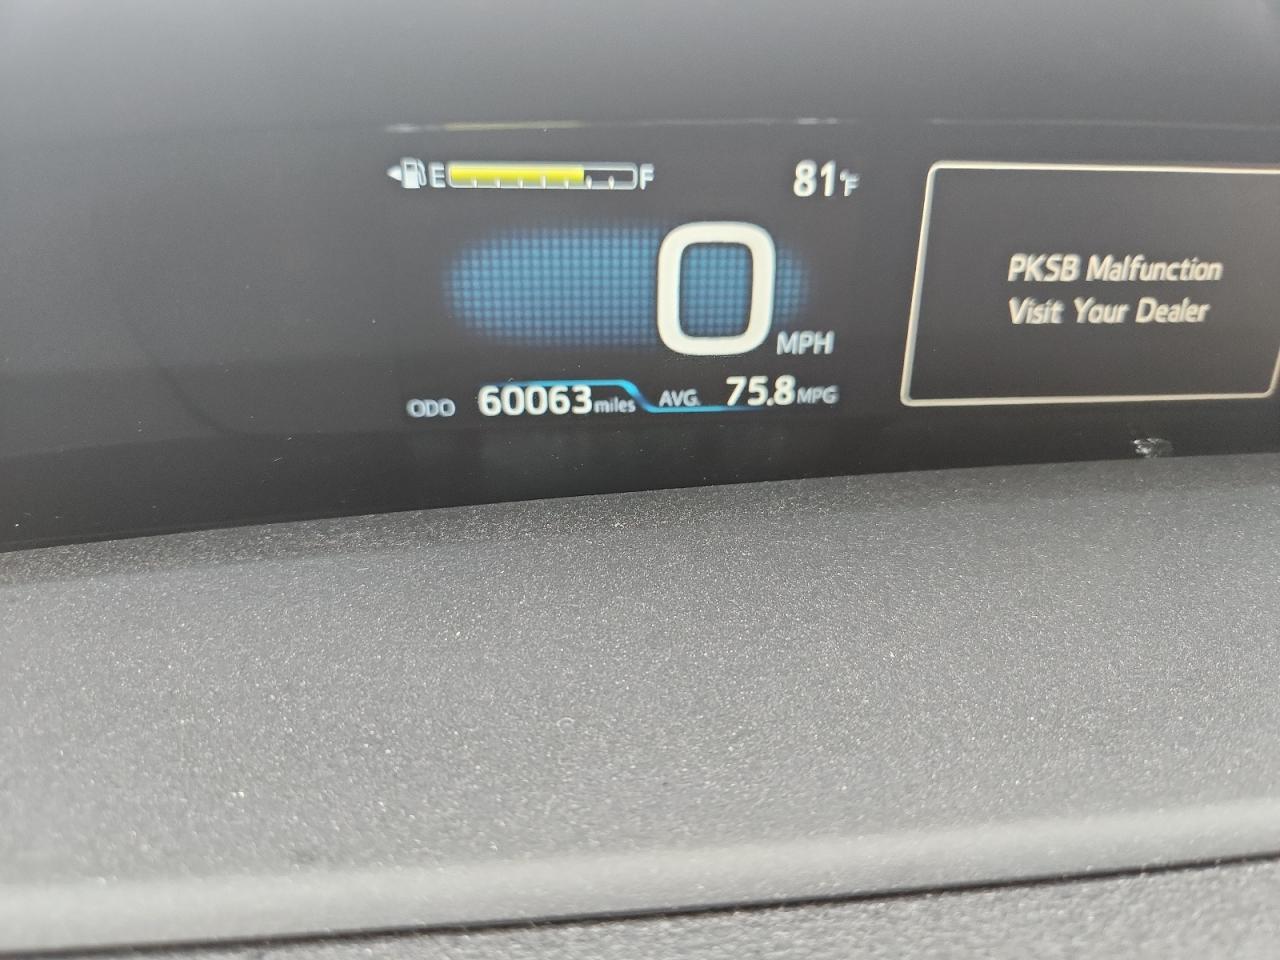 E F 81°F
0 MPH
ODO 60063 miles AVG. 75.8 MPG
PKSB Malfunction
Visit Your Dealer